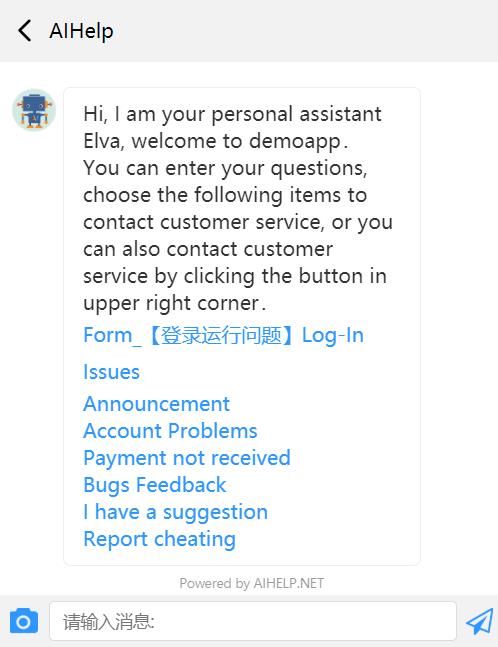 AIHelp
Hi, I am your personal assistant
Elva, welcome to demoapp.
You can enter your questions,
choose the following items to
contact customer service, or you
can also contact customer
service by clicking the button in
upper right corner.
Form_【登录运行问题】Log-In
Issues
Announcement
Account Problems
Payment not received
Bugs Feedback
I have a suggestion
Report cheating
Powered by AIHELP.NET
请输入消息: